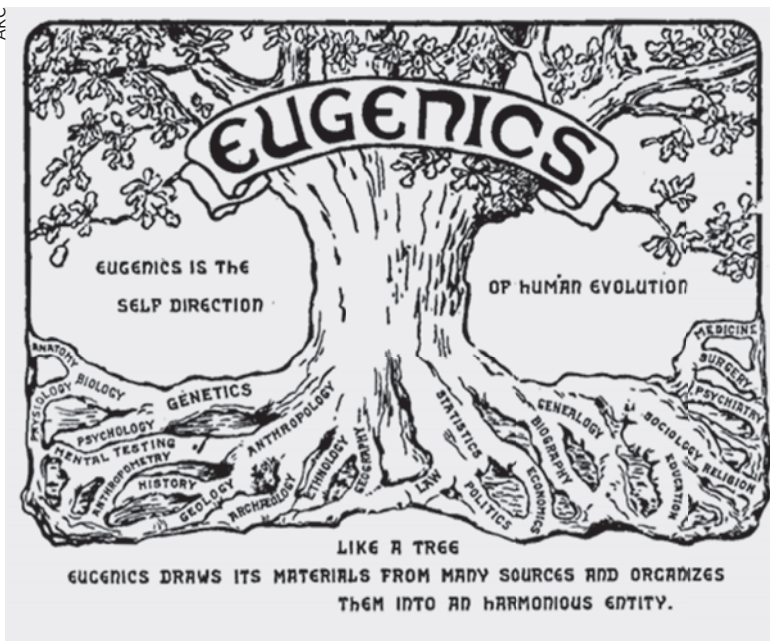 ARC
EUGENICS
EUGENICS IS THE
SELF DIRECTION
OF HUMAN EVOLUTION
ANATOMY
PHYSIOLOGY
BIOLOGY
GENETICS
PSYCHOLOGY
MENTAL TESTING
ANTHROPOMETRY
HISTORY
GEOLOGY
ANTHROPOLOGY
ARCHAEOLOGY
ETHNOLOGY
GEOGRAPHY
LAW
STATISTICS
POLITICS
ECONOMICS
BIOGRAPHY
GENEALOGY
EDUCATION
SOCIOLOGY
RELIGION
PSYCHIATRY
SURGERY
MEDICINE
LIKE A TREE
EUGENICS DRAWS ITS MATERIALS FROM MANY SOURCES AND ORGANIZES
THEM INTO AN HARMONIOUS ENTITY.